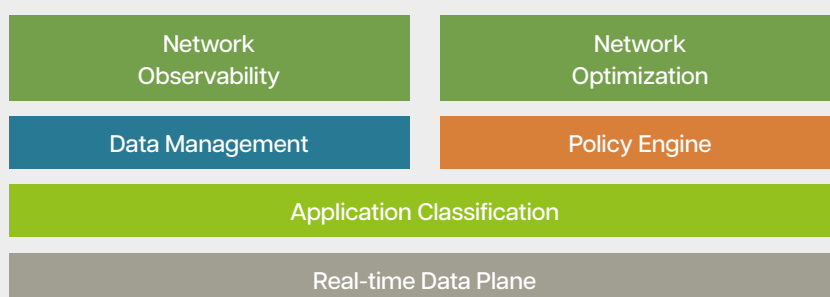 Network
Observability
Network
Optimization
Data Management
Policy Engine
Application Classification
Real-time Data Plane